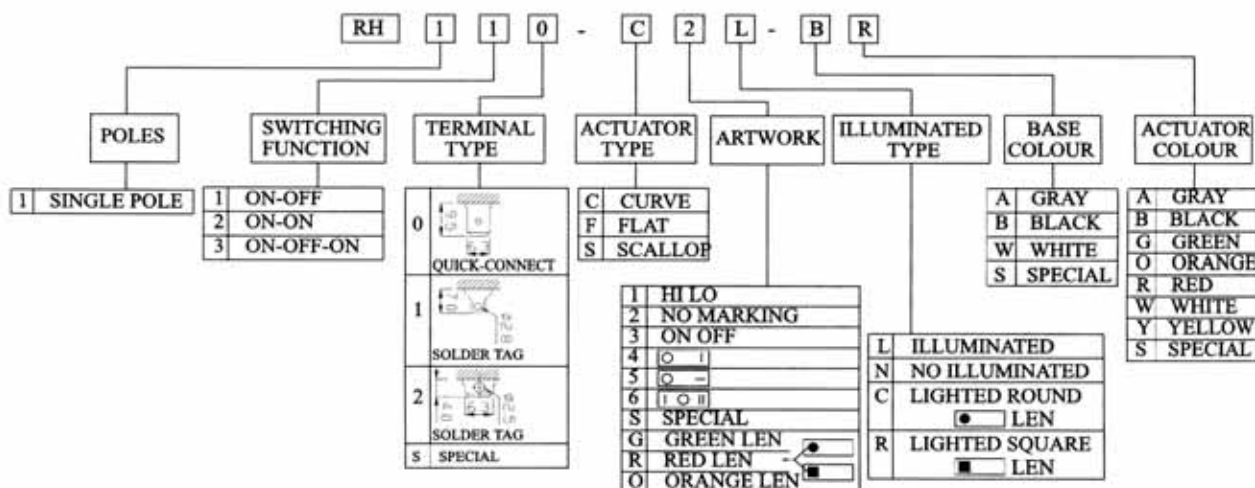 RH 1 1 0 - C 2 L - B R
POLES
1 SINGLE POLE
SWITCHING
FUNCTION
1 ON-OFF
2 ON-ON
3 ON-OFF-ON
TERMINAL
TYPE
0
QUICK-CONNECT
1
SOLDER TAG
2
SOLDER TAG
S SPECIAL
ACTUATOR
TYPE
C CURVE
F FLAT
S SCALLOP
ARTWORK
1 HI LO
2 NO MARKING
3 ON OFF
4 O I
5 O –
6 I O II
S SPECIAL
G GREEN LEN
R RED LEN
O ORANGE LEN
ILLUMINATED
TYPE
L ILLUMINATED
N NO ILLUMINATED
C LIGHTED ROUND
LEN
R LIGHTED SQUARE
LEN
BASE
COLOUR
A GRAY
B BLACK
W WHITE
S SPECIAL
ACTUATOR
COLOUR
A GRAY
B BLACK
G GREEN
O ORANGE
R RED
W WHITE
Y YELLOW
S SPECIAL